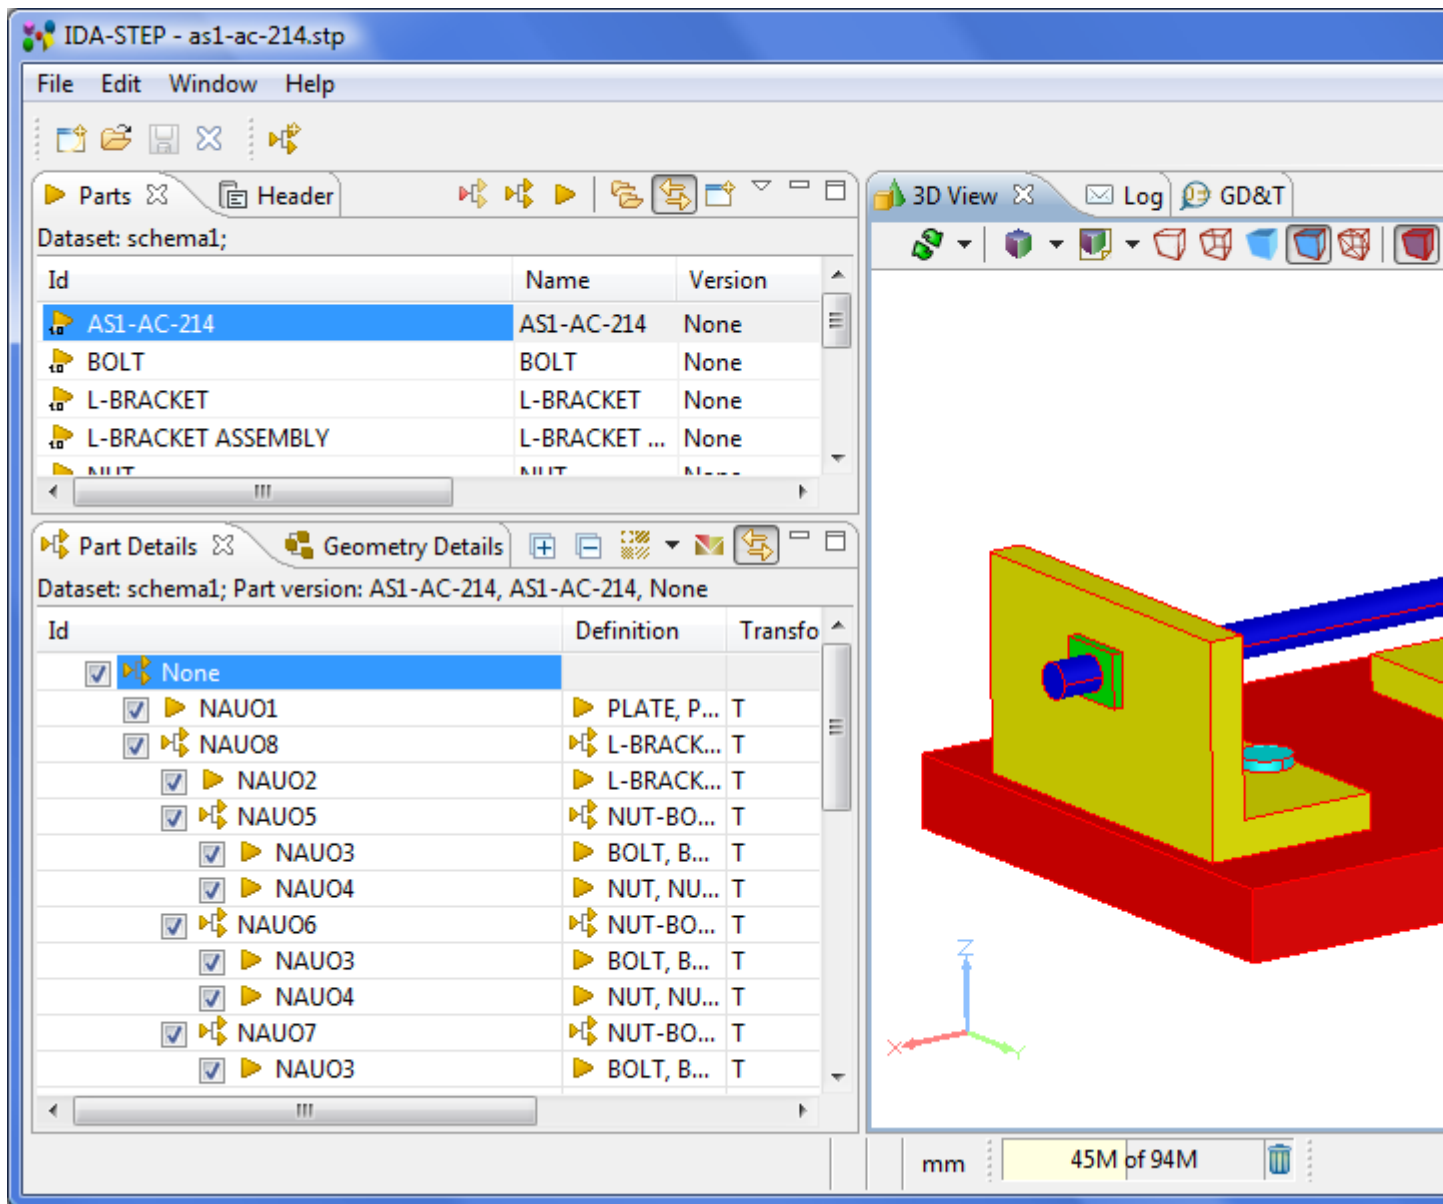 IDA-STEP - as1-ac-214.stp
File Edit Window Help
Parts Header
Dataset: schema1;
Id Name Version
AS1-AC-214 AS1-AC-214 None
BOLT BOLT None
L-BRACKET L-BRACKET None
L-BRACKET ASSEMBLY L-BRACKET ... None
NUT NUT None
Part Details Geometry Details
Dataset: schema1; Part version: AS1-AC-214, AS1-AC-214, None
Id Definition Transfo
None
NAUO1 PLATE, P... T
NAUO8 L-BRACK... T
NAUO2 L-BRACK... T
NAUO5 NUT-BO... T
NAUO3 BOLT, B... T
NAUO4 NUT, NU... T
NAUO6 NUT-BO... T
NAUO3 BOLT, B... T
NAUO4 NUT, NU... T
NAUO7 NUT-BO... T
NAUO3 BOLT, B... T
3D View Log GD&T
Z
X
Y
mm 45M of 94M